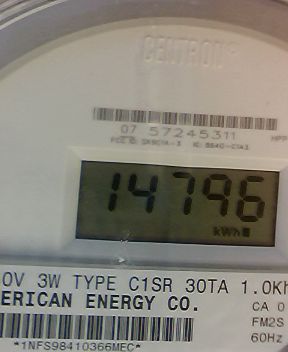 CENTRON®
07 57245311
14796
kWh
0V 3W TYPE C1SR 30TA 1.0Kh
ERICAN ENERGY CO.
CA 0
FM2S
*1NFS98410366MEC*
60Hz